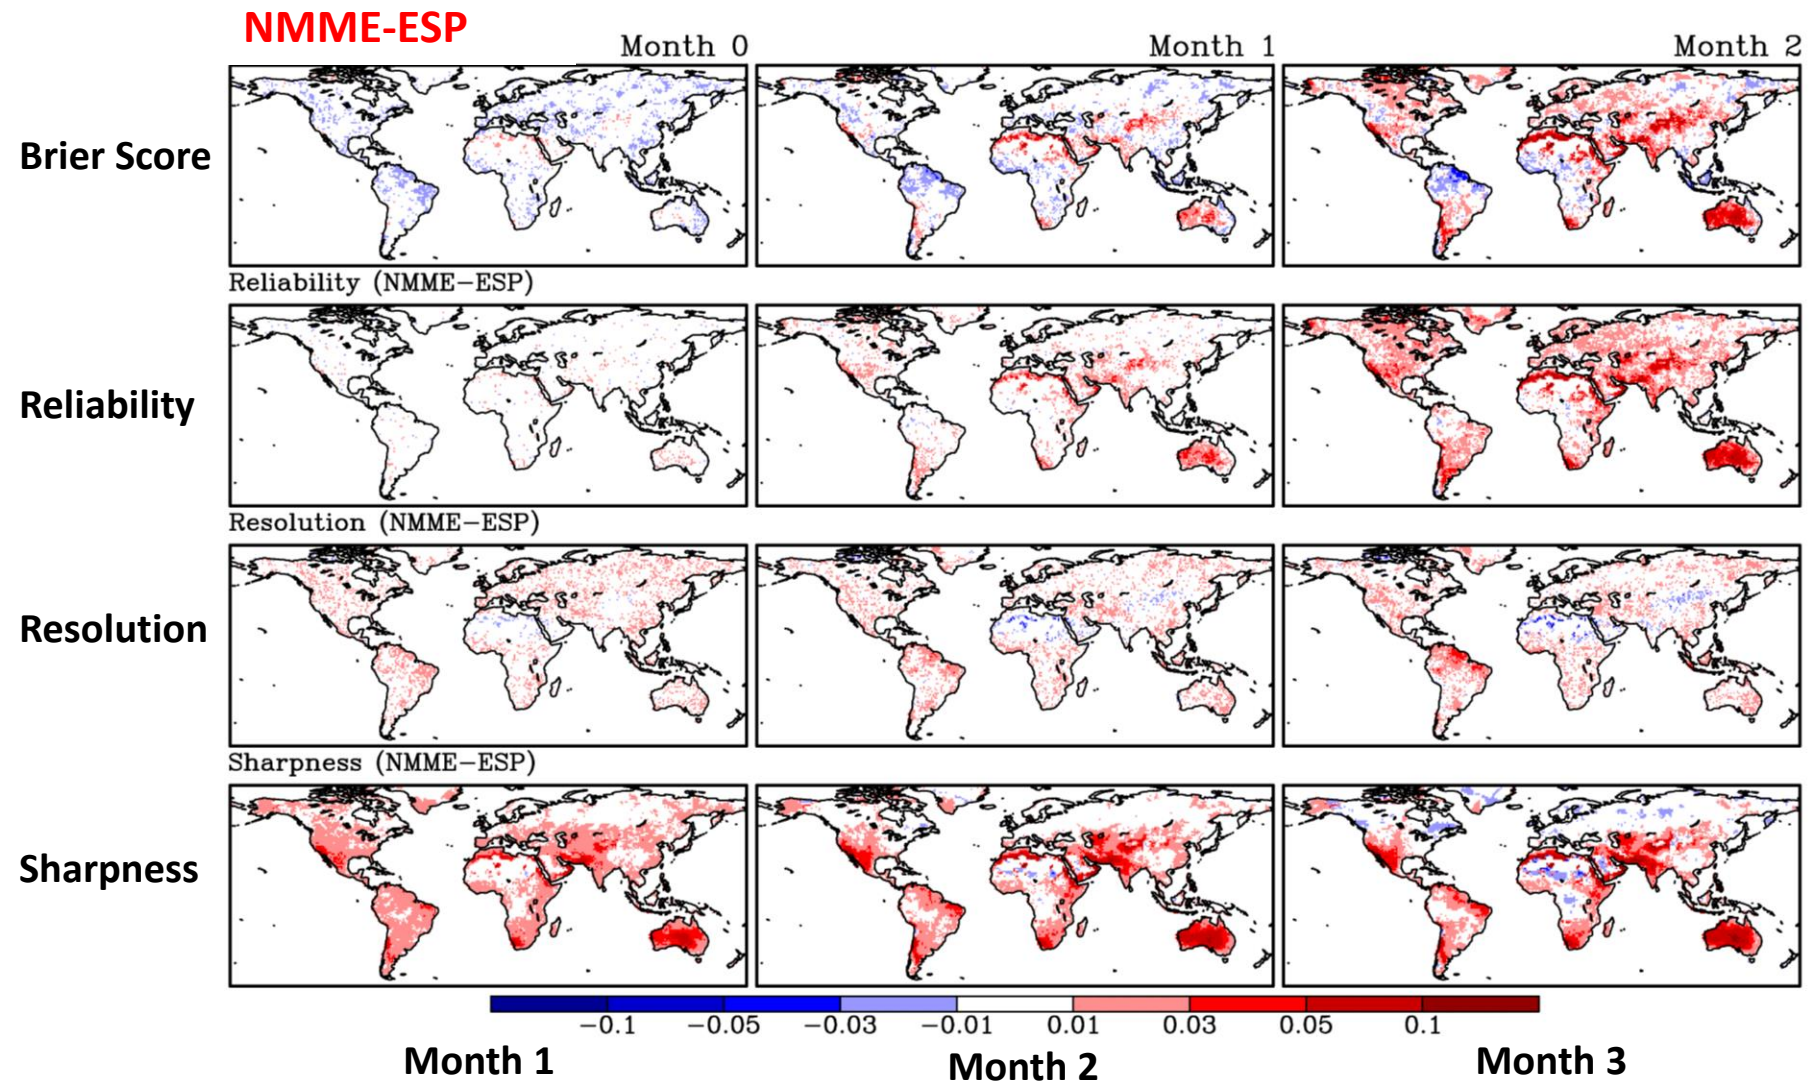 NMME-ESP
Month 0
Month 1
Month 2
Brier Score
Reliability (NMME−ESP)
Reliability
Resolution (NMME−ESP)
Resolution
Sharpness (NMME−ESP)
Sharpness
−0.1 −0.05 −0.03 −0.01 0.01 0.03 0.05 0.1
Month 1
Month 2
Month 3